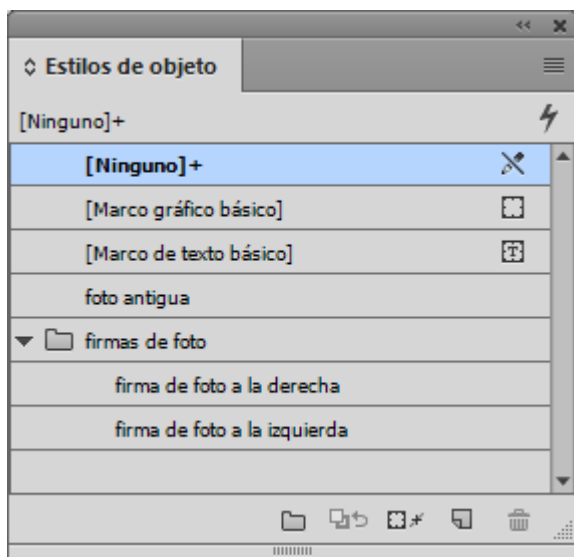 Estilos de objeto
[Ninguno]+
[Ninguno]+
[Marco gráfico básico]
[Marco de texto básico]
foto antigua
firmas de foto
firma de foto a la derecha
firma de foto a la izquierda